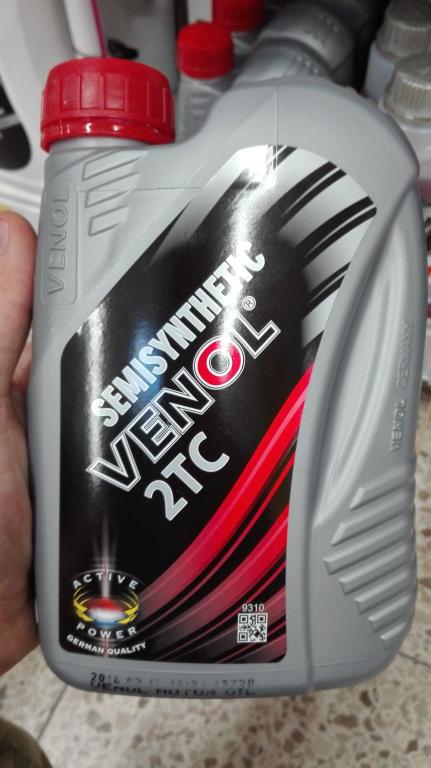 VENOL
SEMISYNTHETIC
VENOL®
2TC
VENOL GERMANY
ACTIVE
POWER
GERMAN QUALITY
9310
VENOL MOTOR OIL